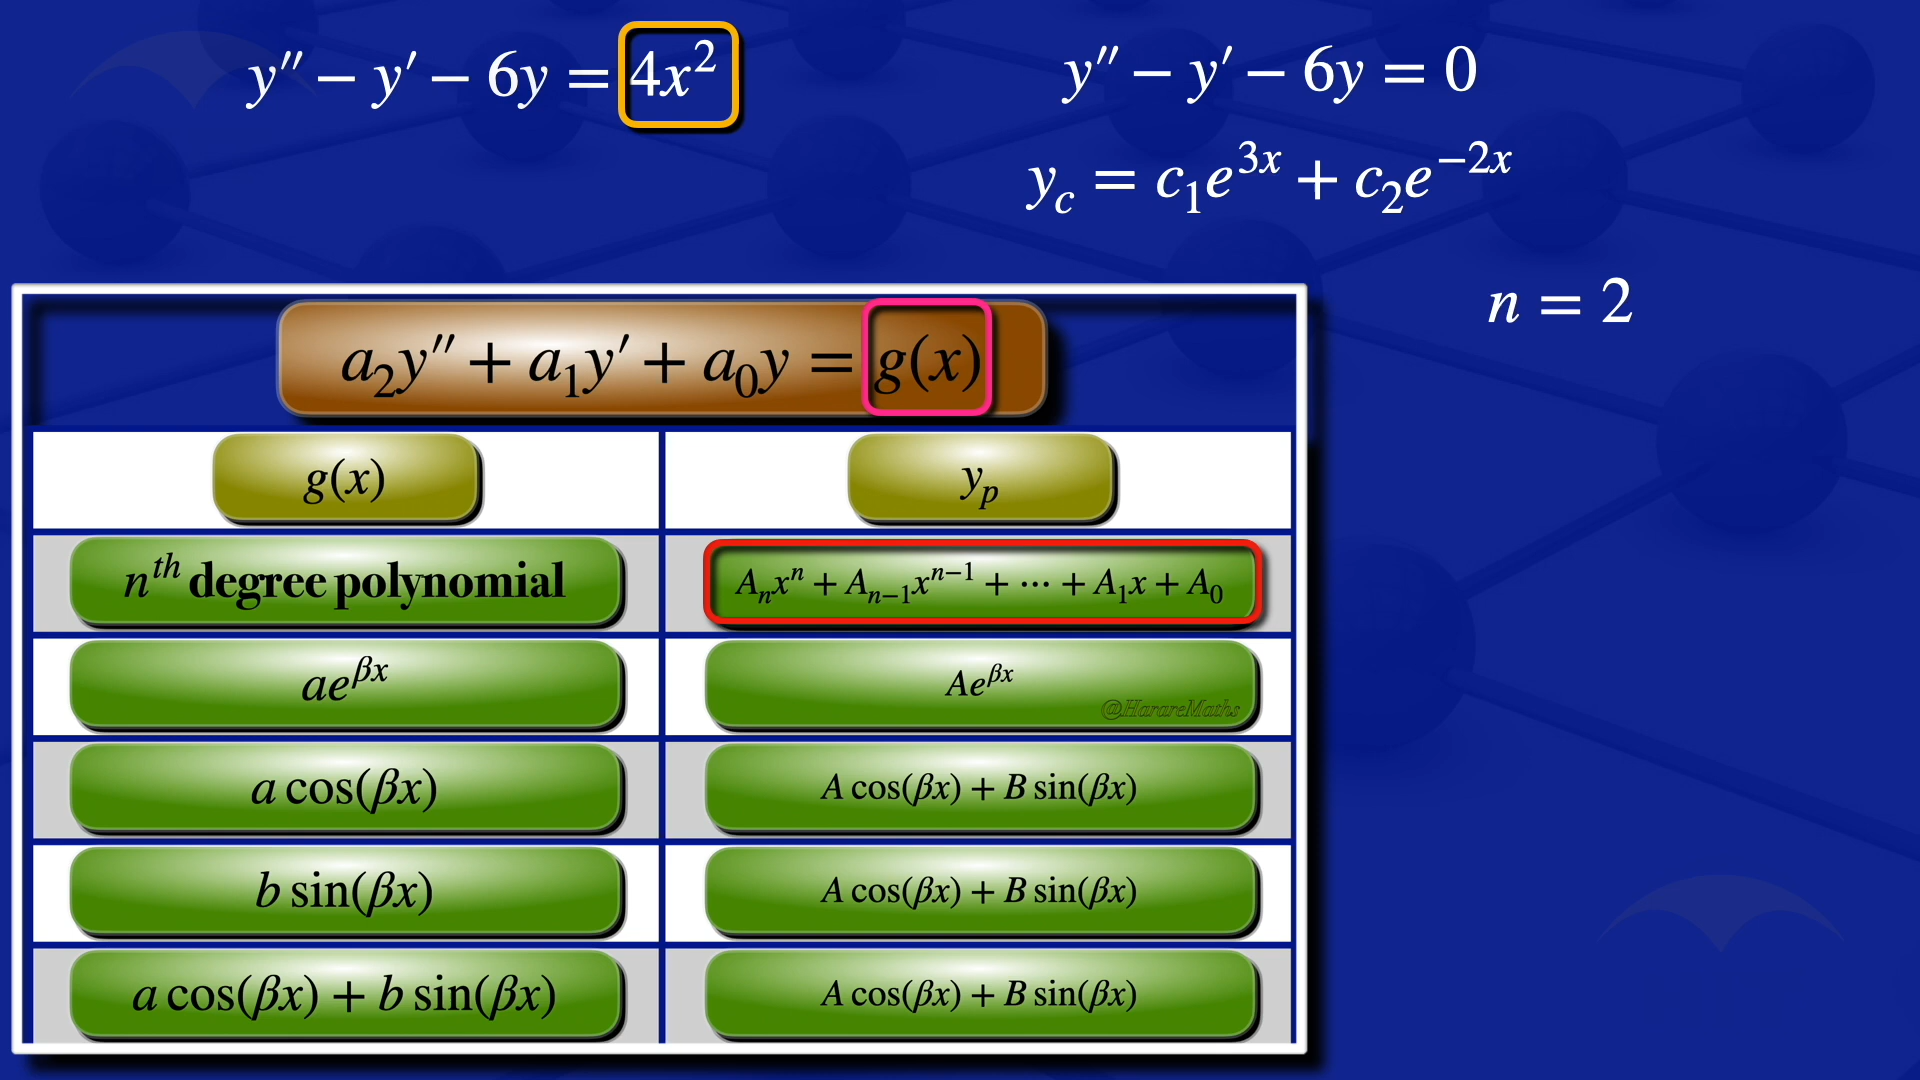 y″ − y′ − 6y = 4x²
y″ − y′ − 6y = 0
y_c = c₁e^{3x} + c₂e^{−2x}
n = 2
a₂y″ + a₁y′ + a₀y = g(x)
g(x) y_p
n^{th} degree polynomial A_n x^n + A_{n−1}x^{n−1} + ⋯ + A₁x + A₀
ae^{βx} Ae^{βx}
@HarareMaths
a cos(βx) A cos(βx) + B sin(βx)
b sin(βx) A cos(βx) + B sin(βx)
a cos(βx) + b sin(βx) A cos(βx) + B sin(βx)